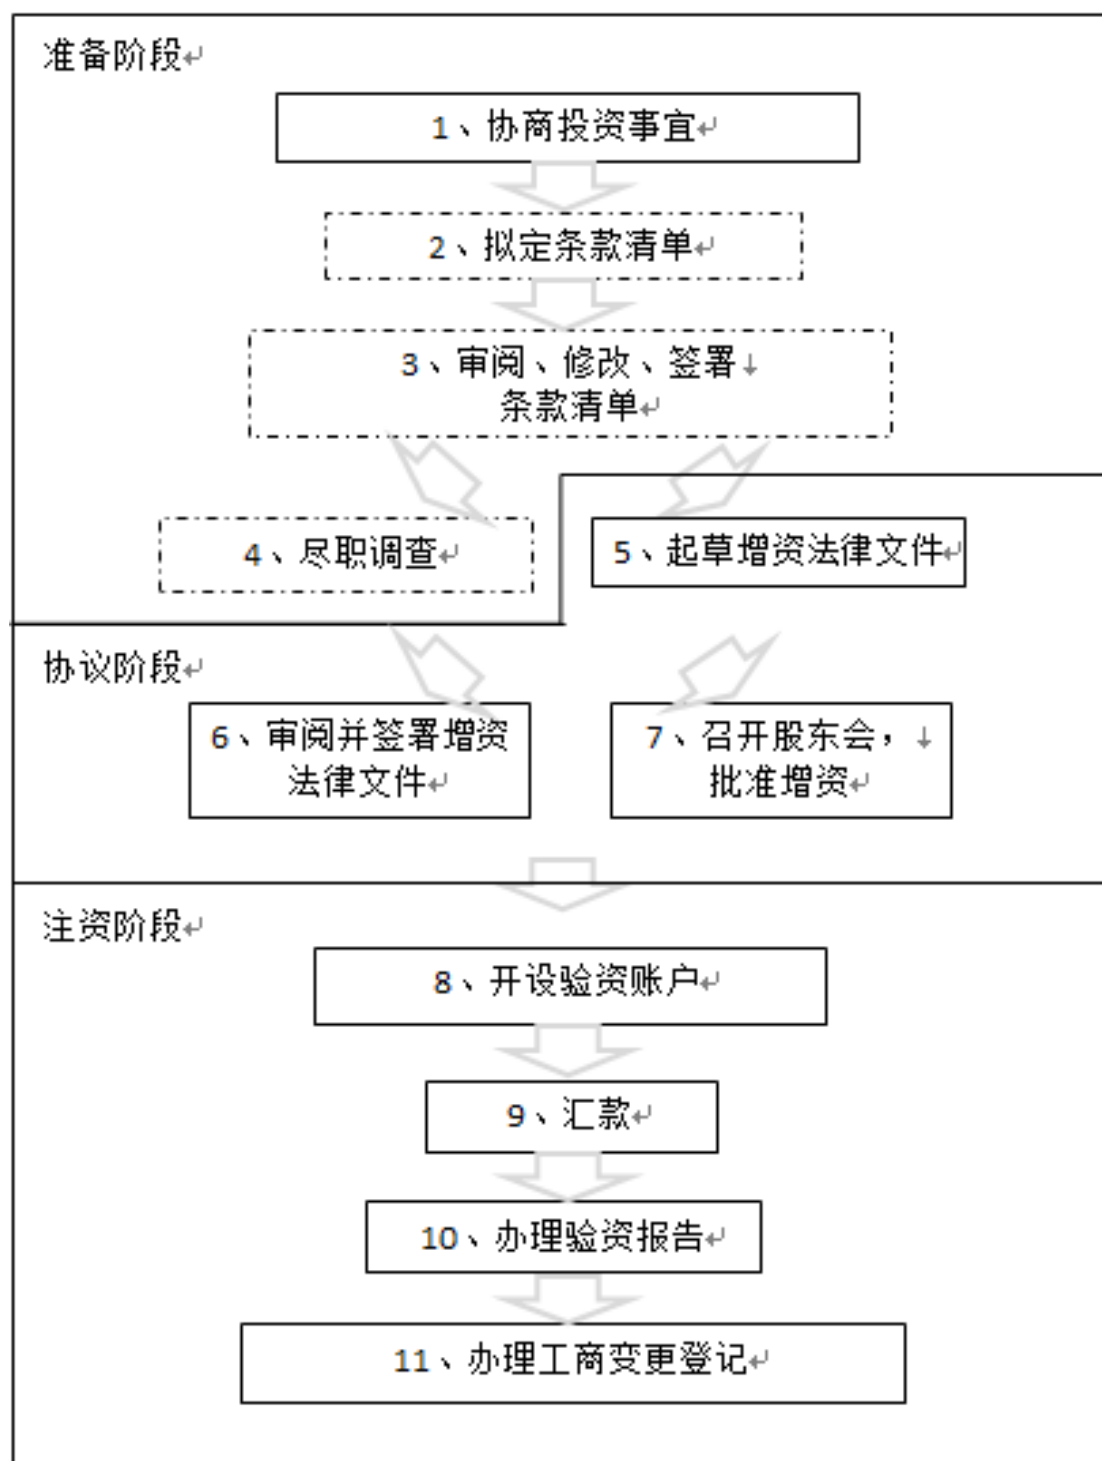 准备阶段
1、协商投资事宜
2、拟定条款清单
3、审阅、修改、签署
条款清单
4、尽职调查
5、起草增资法律文件
协议阶段
6、审阅并签署增资
法律文件
7、召开股东会，
批准增资
注资阶段
8、开设验资账户
9、汇款
10、办理验资报告
11、办理工商变更登记